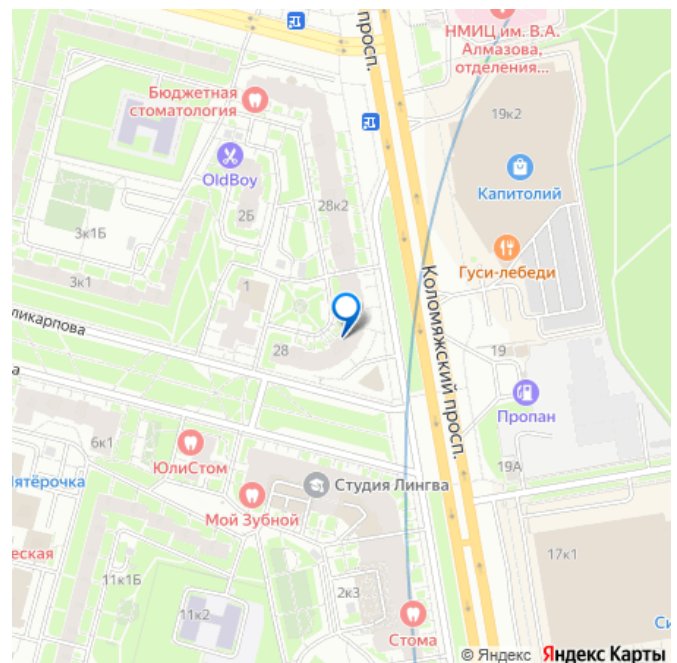 просп.
НМИЦ им. В.А.
Алмазова,
отделения...
Бюджетная
стоматология
19к2
OldBoy
Капитолий
28к2
2Б
3к1Б
Гуси-лебеди
3к1
1
Коломяжский просп.
ликарпова
28
19
а
Пропан
6к1
ЮлиСтом
19А
Пятёрочка
Студия Лингва
Мой Зубной
еская
17к1
11к1Б
2к3
11к2
Стома
Си
© Яндекс Яндекс Карты